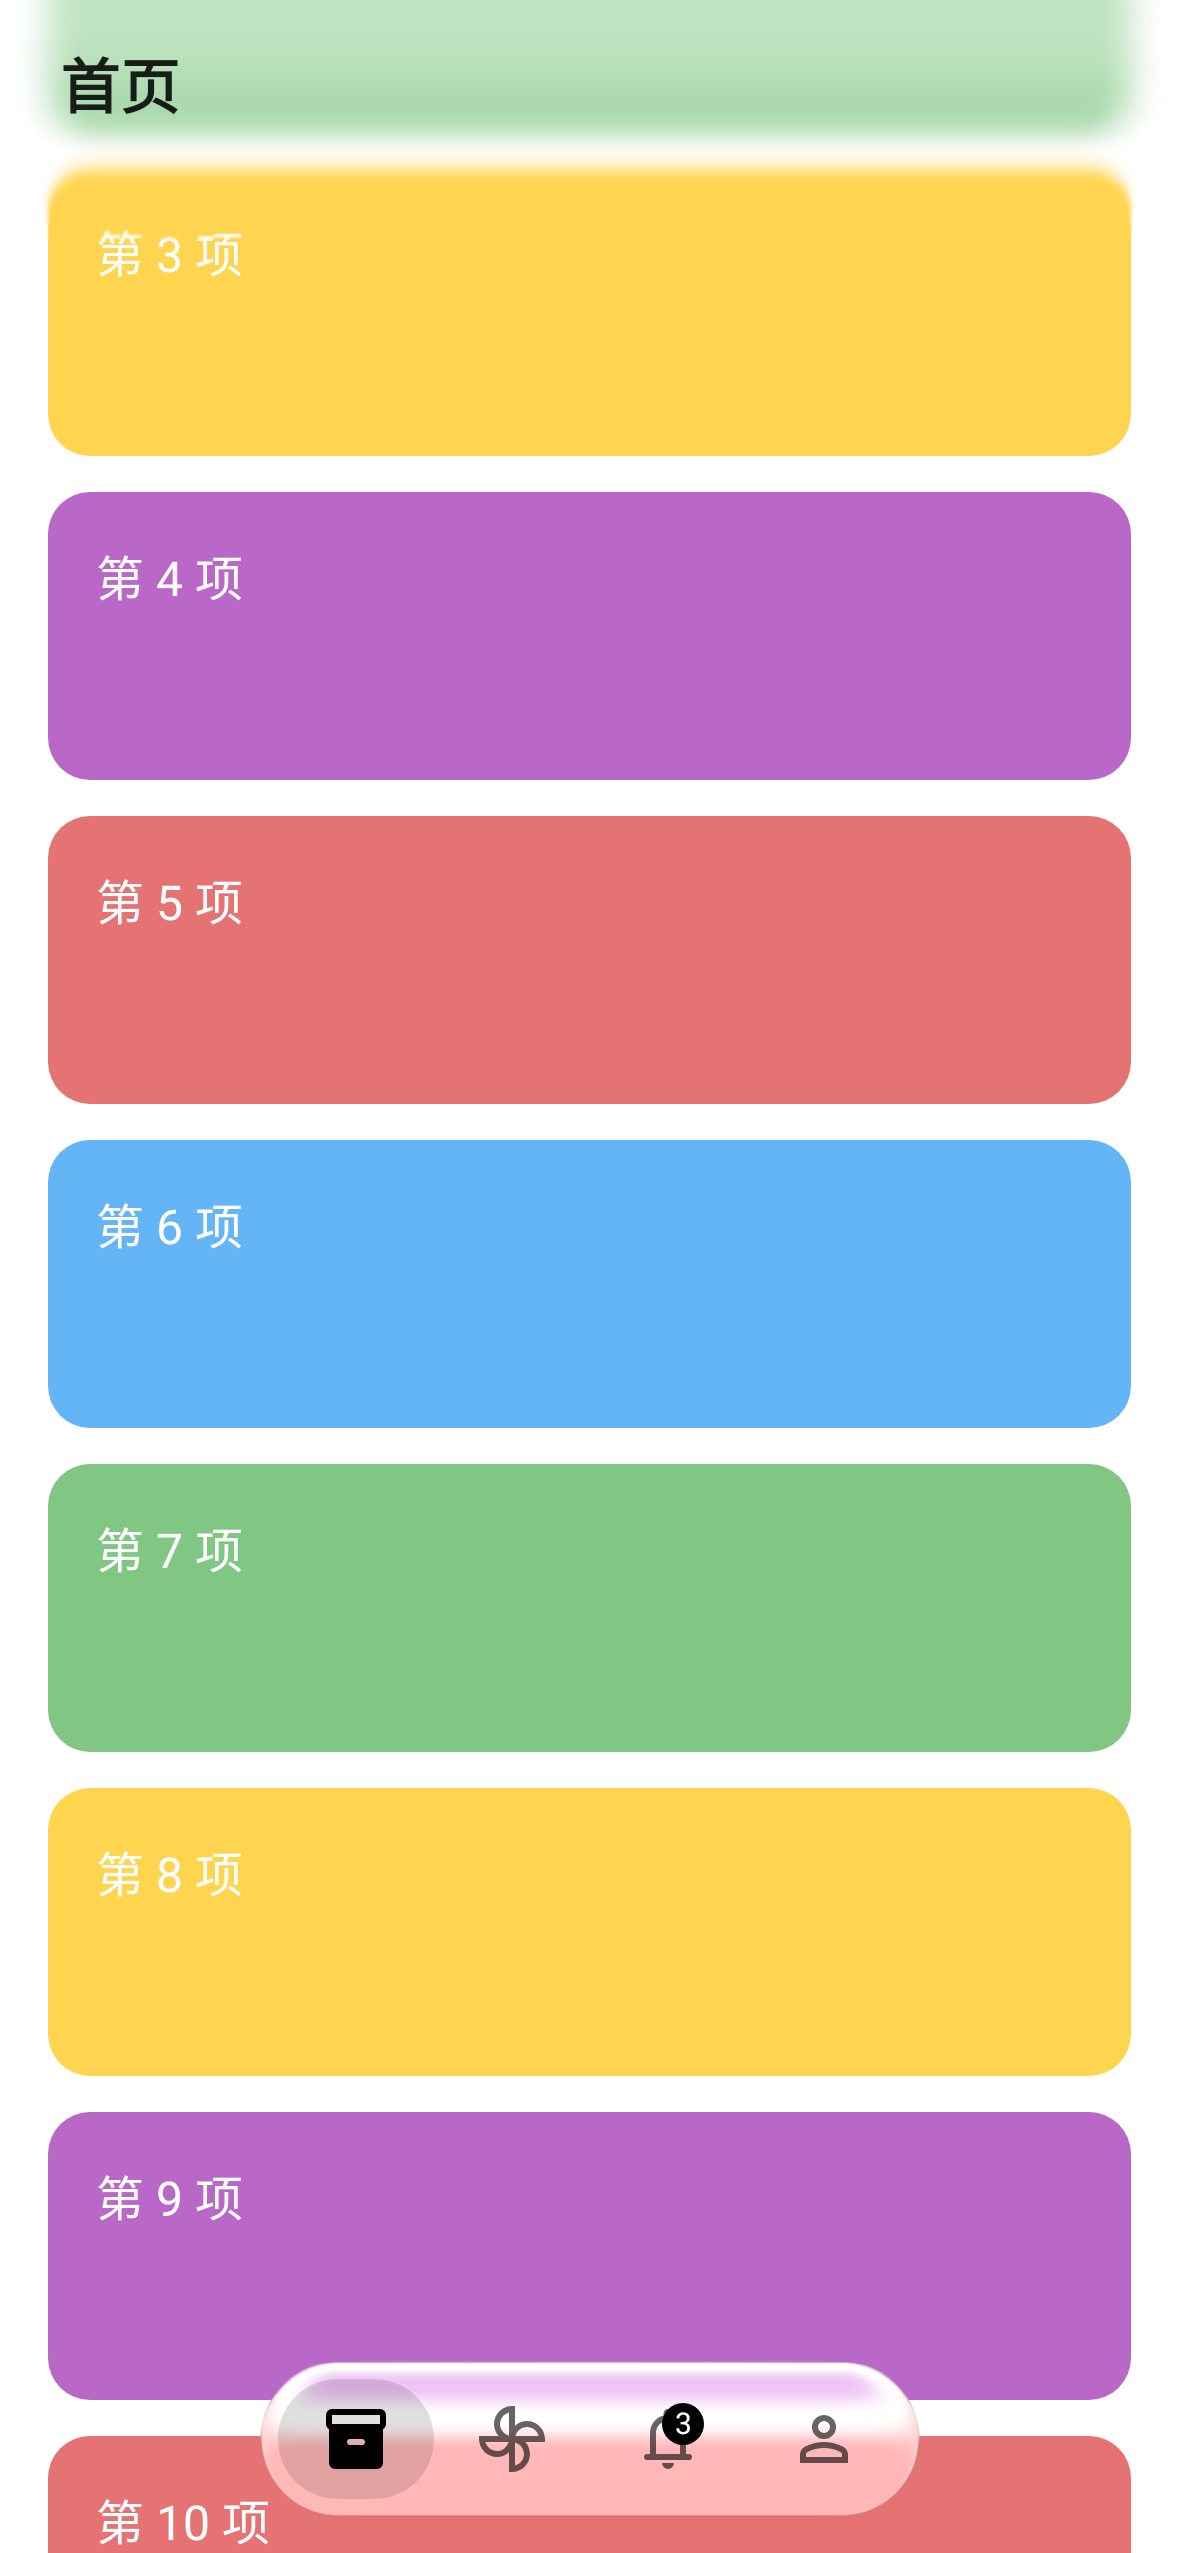 首页
第 3 项
第 4 项
第 5 项
第 6 项
第 7 项
第 8 项
第 9 项
3
第 10 项